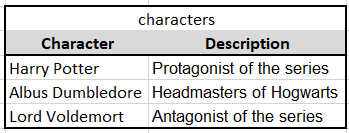 characters
Character Description
Harry Potter Protagonist of the series
Albus Dumbledore Headmasters of Hogwarts
Lord Voldemort Antagonist of the series